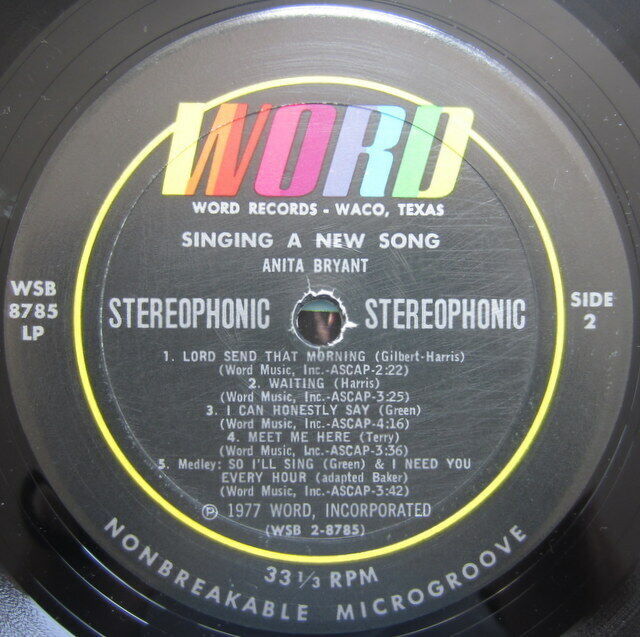 WORD
WORD RECORDS - WACO, TEXAS
SINGING A NEW SONG
ANITA BRYANT
WSB
8785
LP
STEREOPHONIC STEREOPHONIC
SIDE
2
1. LORD SEND THAT MORNING (Gilbert-Harris)
(Word Music, Inc.-ASCAP-2:22)
2. WAITING (Harris)
(Word Music, Inc.-ASCAP-3:25)
3. I CAN HONESTLY SAY (Green)
(Word Music, Inc.-ASCAP-4:16)
4. MEET ME HERE (Terry)
(Word Music, Inc.-ASCAP-3:36)
5. Medley: SO I'LL SING (Green) & I NEED YOU
EVERY HOUR (adapted Baker)
(Word Music, Inc.-ASCAP-3:42)
℗ 1977 WORD, INCORPORATED
(WSB 2-8785)
33 1/3 RPM
NONBREAKABLE MICROGROOVE